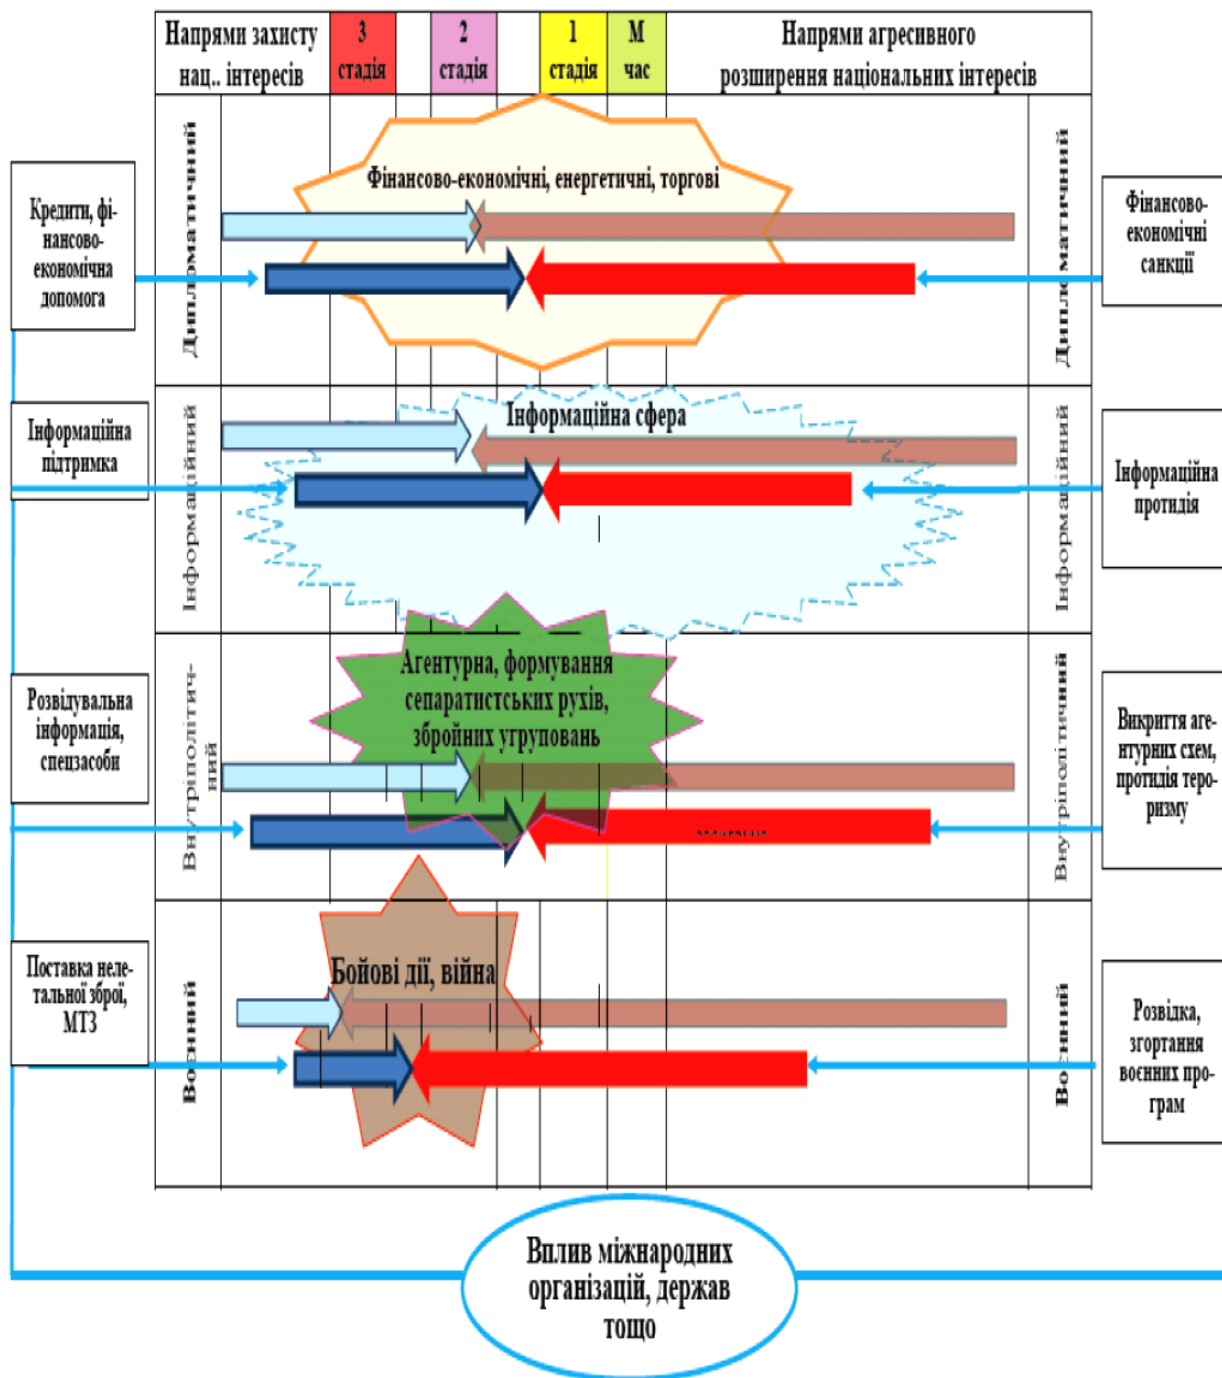 Напрями захисту
нац.. інтересів
3
стадія
2
стадія
1
стадія
М
час
Напрями агресивного
розширення національних інтересів
Дипломатичний
Фінансово-економічні, енергетичні, торгові
Дипломатичний
Кредити, фі-
нансово-
економічна
допомога
Фінансово-
економічні
санкції
Інформаційний
Інформаційна сфера
Інформаційний
Інформаційна
підтримка
Інформаційна
протидія
Внутріполітич-
ний
Агентурна, формування
сепаратистських рухів,
збройних угруповань
Внутріполітичний
Розвідувальна
інформація,
спецзасоби
Викриття аге-
нтурних схем,
протидія теро-
ризму
Воєнний
Бойові дії, війна
Воєнний
Поставка неле-
тальної зброї,
МТЗ
Розвідка,
згортання
воєнних про-
грам
Вплив міжнародних
організацій, держав
тощо